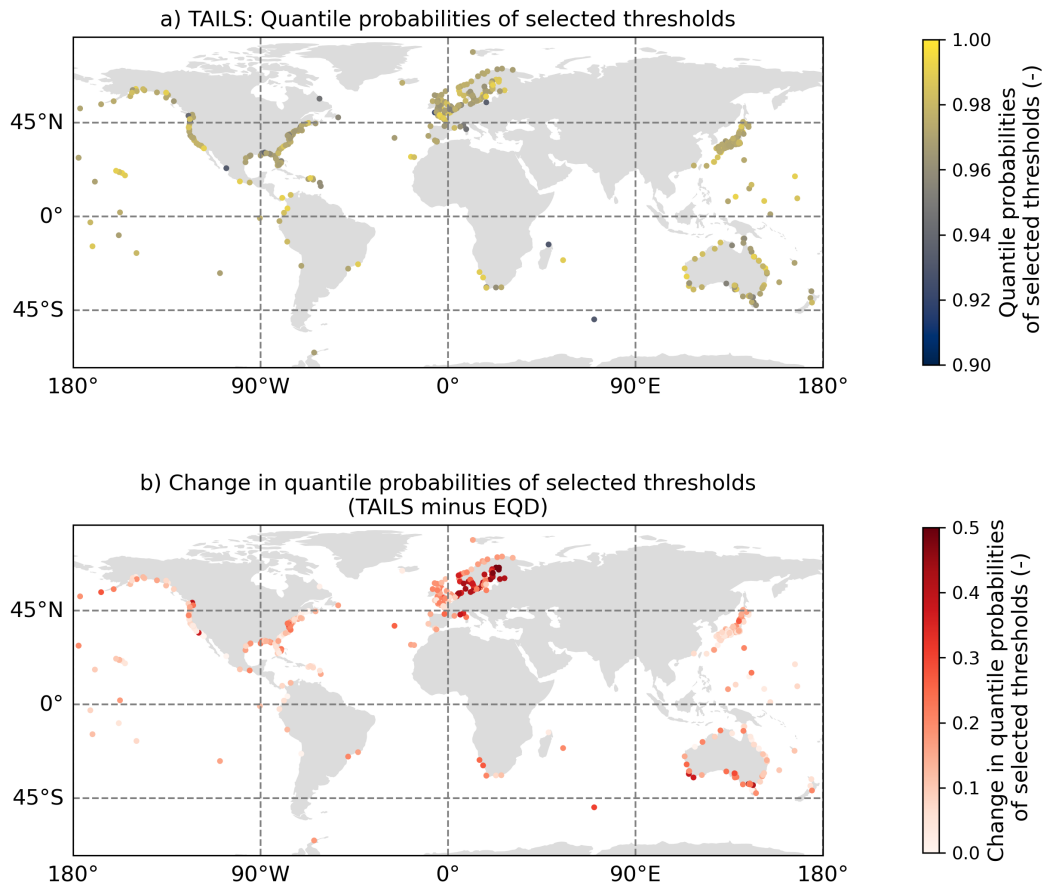 a) TAILS: Quantile probabilities of selected thresholds
45°N
0°
45°S
180°
90°W
0°
90°E
180°
1.00
0.98
0.96
0.94
0.92
0.90
Quantile probabilities
of selected thresholds (-)
b) Change in quantile probabilities of selected thresholds
(TAILS minus EQD)
45°N
0°
45°S
180°
90°W
0°
90°E
180°
0.5
0.4
0.3
0.2
0.1
0.0
Change in quantile probabilities
of selected thresholds (-)